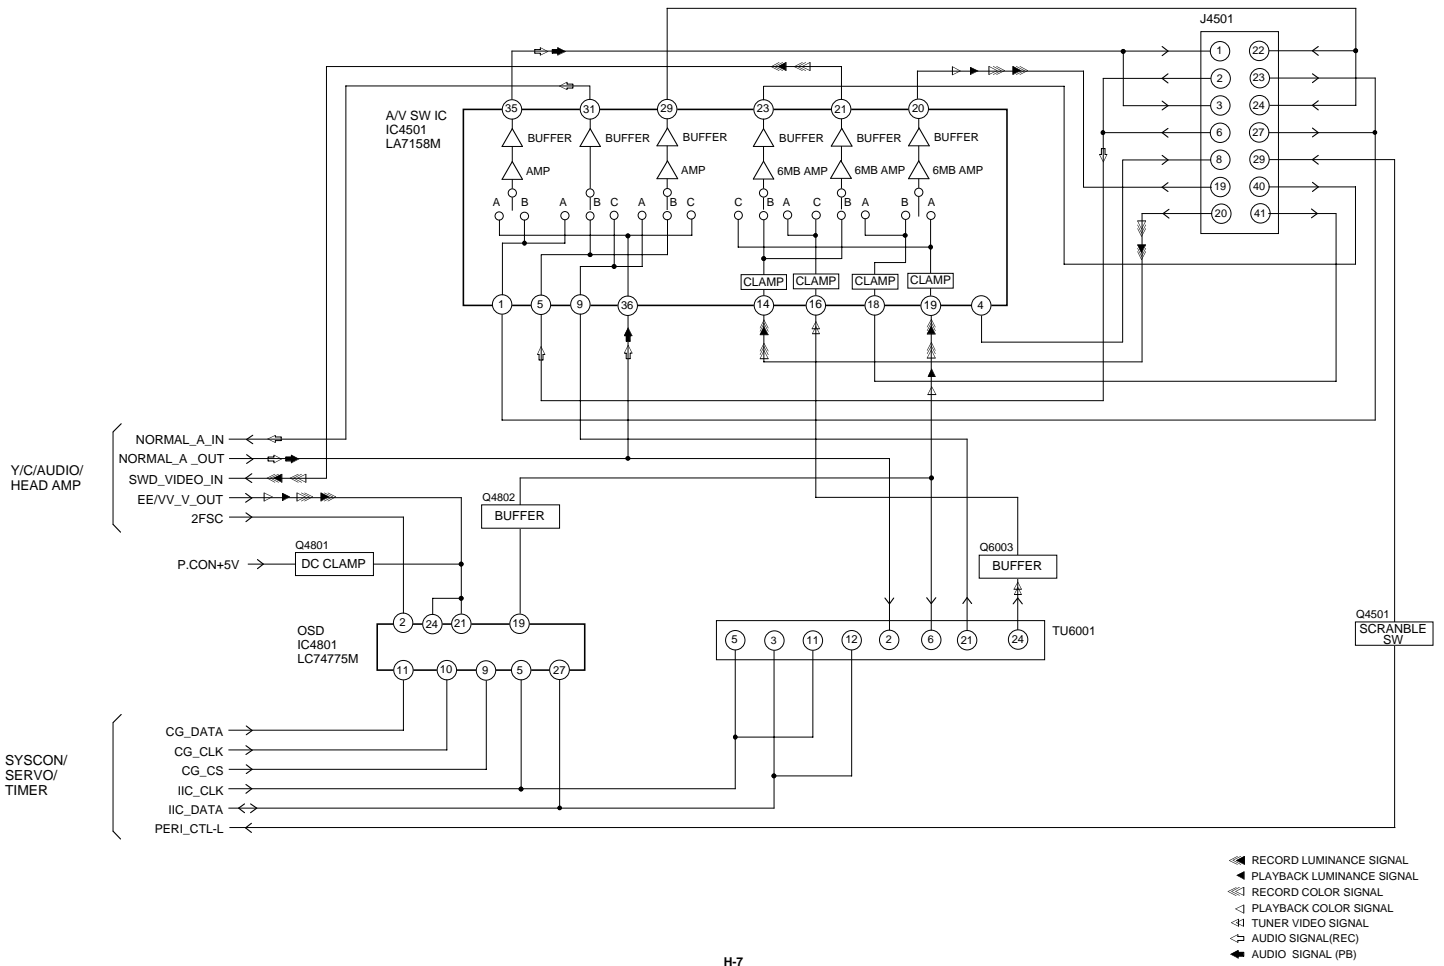 J4501
1 22
2 23
3 24
6 27
8 29
19 40
20 41
A/V SW IC
IC4501
LA7158M
35 31 29 23 21 20
BUFFER BUFFER BUFFER BUFFER BUFFER BUFFER
AMP AMP 6MB AMP 6MB AMP 6MB AMP
A B A B C A B C C B A C B A B A
CLAMP CLAMP CLAMP CLAMP
1 5 9 36 14 16 18 19 4
Y/C/AUDIO/
HEAD AMP
NORMAL_A_IN
NORMAL_A _OUT
SWD_VIDEO_IN
EE/VV_V_OUT
2FSC
P.CON+5V
Q4801
DC CLAMP
Q4802
BUFFER
Q6003
BUFFER
Q4501
SCRANBLE
SW
OSD
IC4801
LC74775M
2 24 21 19
11 10 9 5 27
5 3 11 12 2 6 21 24
TU6001
SYSCON/
SERVO/
TIMER
CG_DATA
CG_CLK
CG_CS
IIC_CLK
IIC_DATA
PERI_CTL-L
RECORD LUMINANCE SIGNAL
PLAYBACK LUMINANCE SIGNAL
RECORD COLOR SIGNAL
PLAYBACK COLOR SIGNAL
TUNER VIDEO SIGNAL
AUDIO SIGNAL(REC)
AUDIO SIGNAL (PB)
H-7